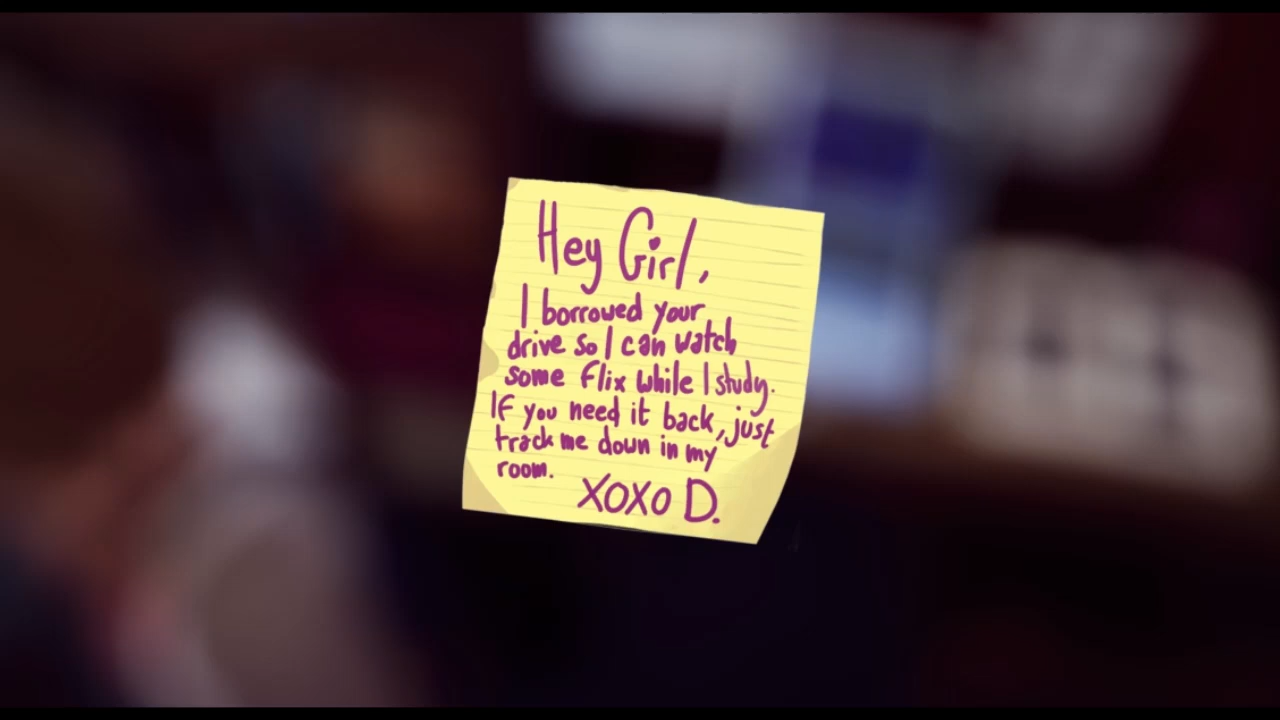 Hey Girl,
I borrowed your
drive so I can watch
some flix while I study.
If you need it back, just
track me down in my
room.
XOXO D.